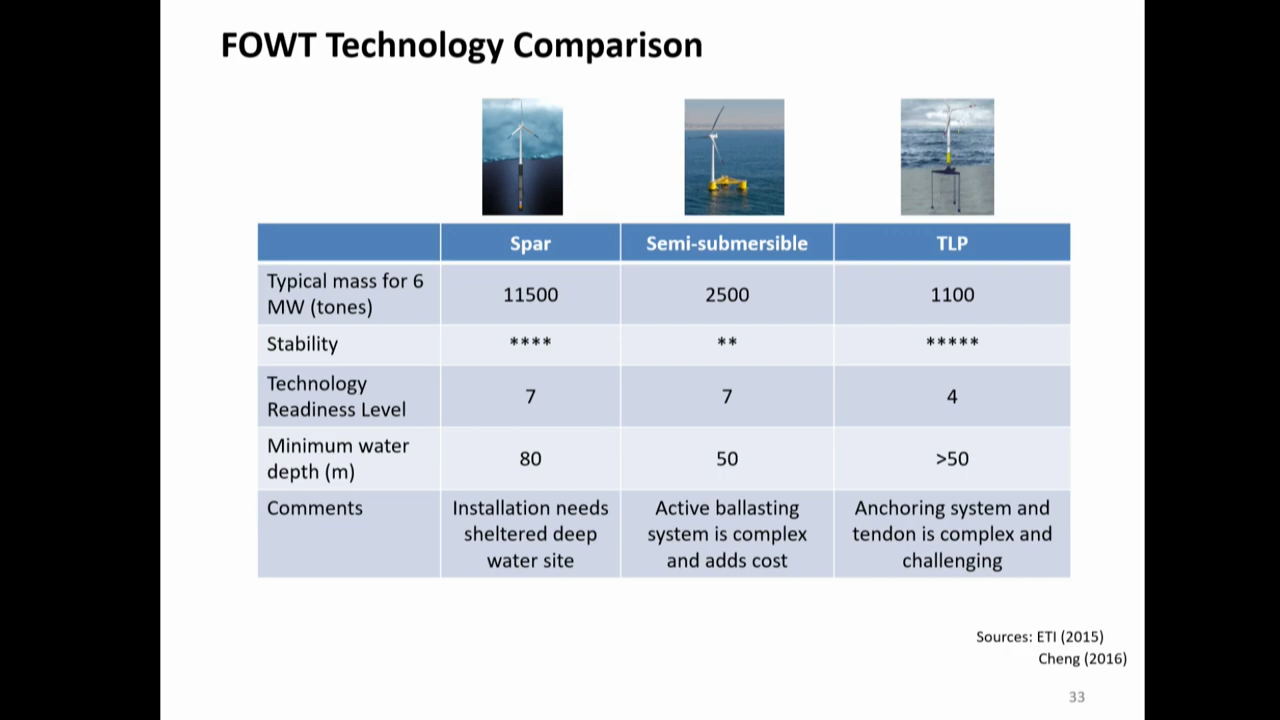 FOWT Technology Comparison
Spar
Semi-submersible
TLP
Typical mass for 6
MW (tones)
11500
2500
1100
Stability
****
**
*****
Technology
Readiness Level
7
7
4
Minimum water
depth (m)
80
50
>50
Comments
Installation needs
sheltered deep
water site
Active ballasting
system is complex
and adds cost
Anchoring system and
tendon is complex and
challenging
Sources: ETI (2015)
Cheng (2016)
33